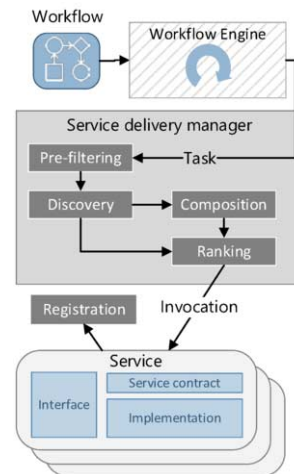 Workflow
Workflow Engine
Service delivery manager
Pre-filtering
Task
Discovery
Composition
Ranking
Registration
Invocation
Service
Interface
Service contract
Implementation